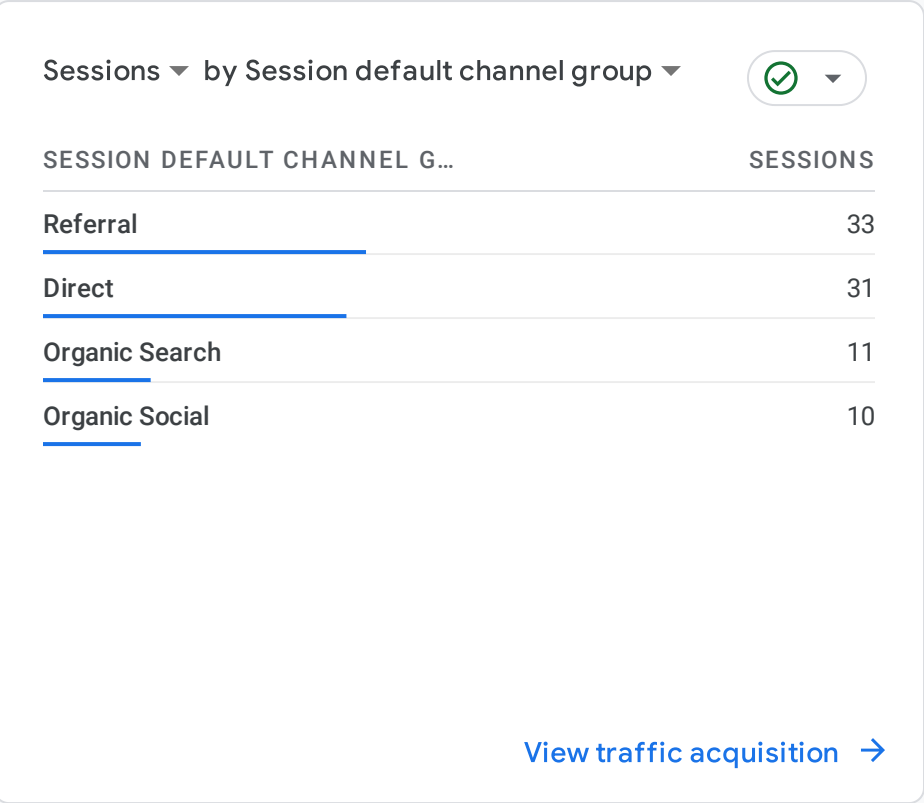 Sessions by Session default channel group
SESSION DEFAULT CHANNEL G… SESSIONS
Referral 33
Direct 31
Organic Search 11
Organic Social 10
View traffic acquisition